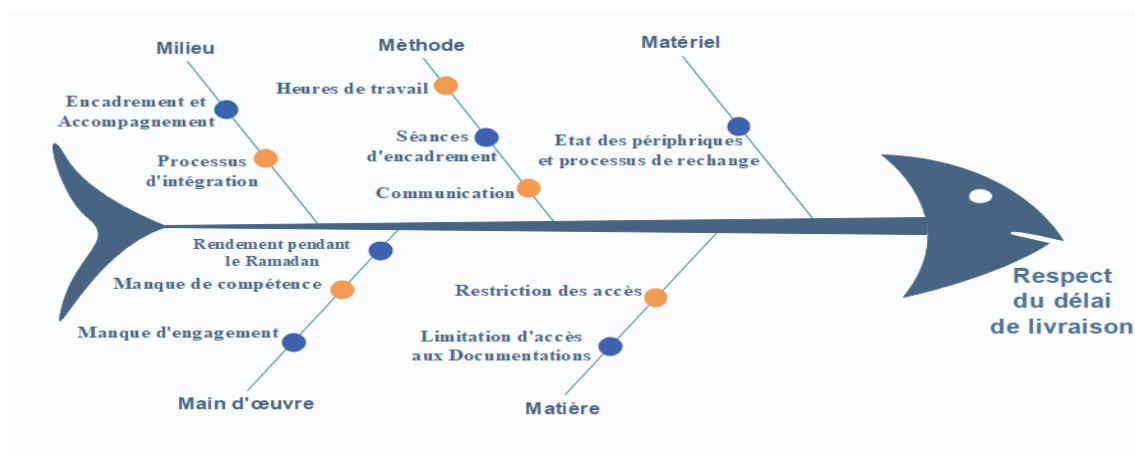 Milieu
Encadrement et
Accompagnement
Processus
d'intégration
Mèthode
Heures de travail
Séances
d'encadrement
Communication
Matériel
Etat des périphriques
et processus de rechange
Rendement pendant
le Ramadan
Manque de compétence
Manque d'engagement
Main d'œuvre
Restriction des accès
Limitation d'accès
aux Documentations
Matière
Respect
du délai
de livraison